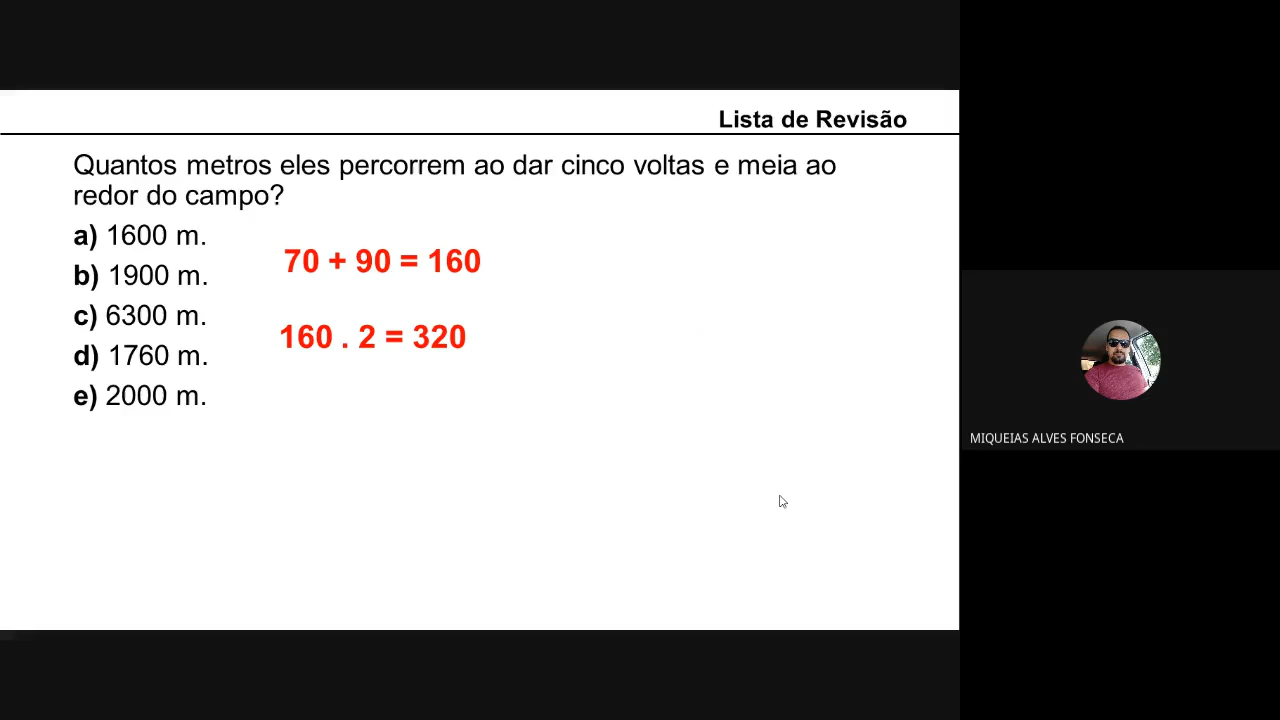 Lista de Revisão
Quantos metros eles percorrem ao dar cinco voltas e meia ao
redor do campo?
a) 1600 m.
70 + 90 = 160
b) 1900 m.
c) 6300 m.
160 . 2 = 320
d) 1760 m.
e) 2000 m.
MIQUEIAS ALVES FONSECA